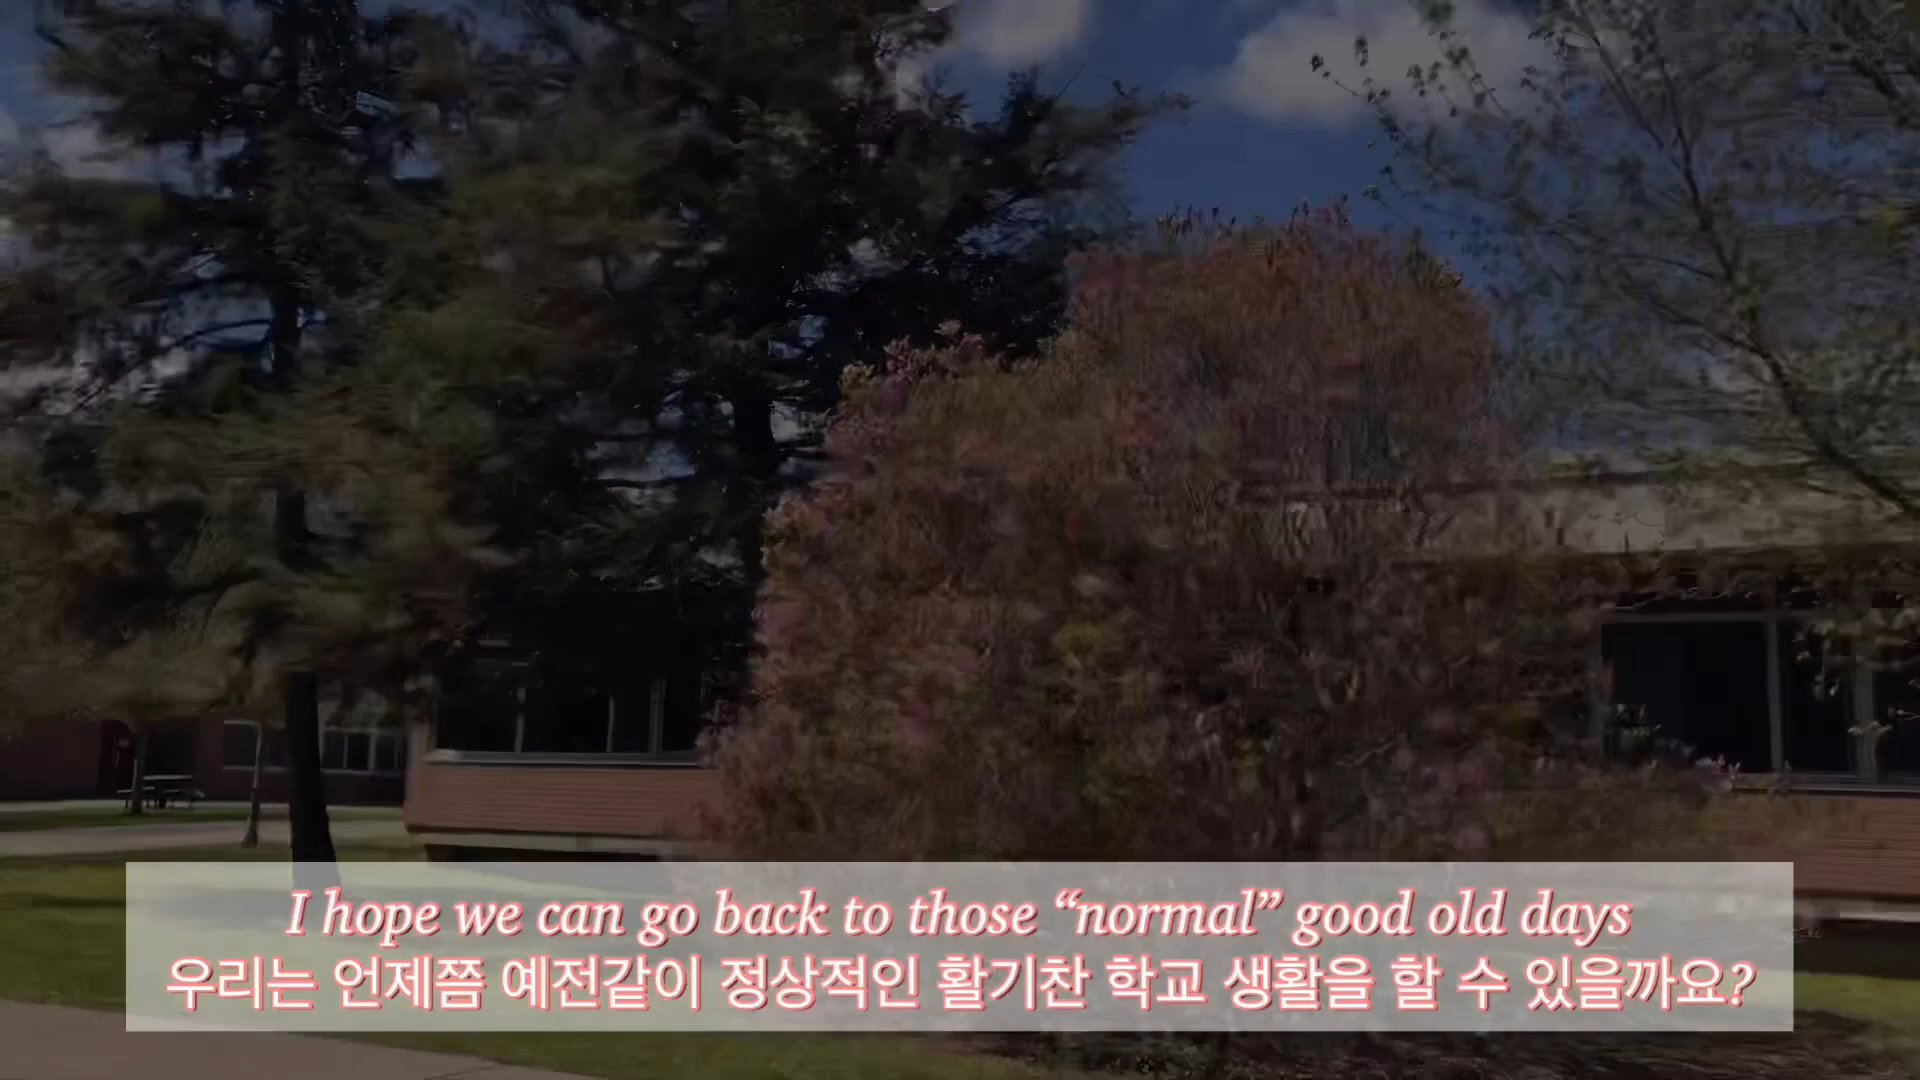 I hope we can go back to those “normal” good old days
우리는 언제쯤 예전같이 정상적인 활기찬 학교 생활을 할 수 있을까요?